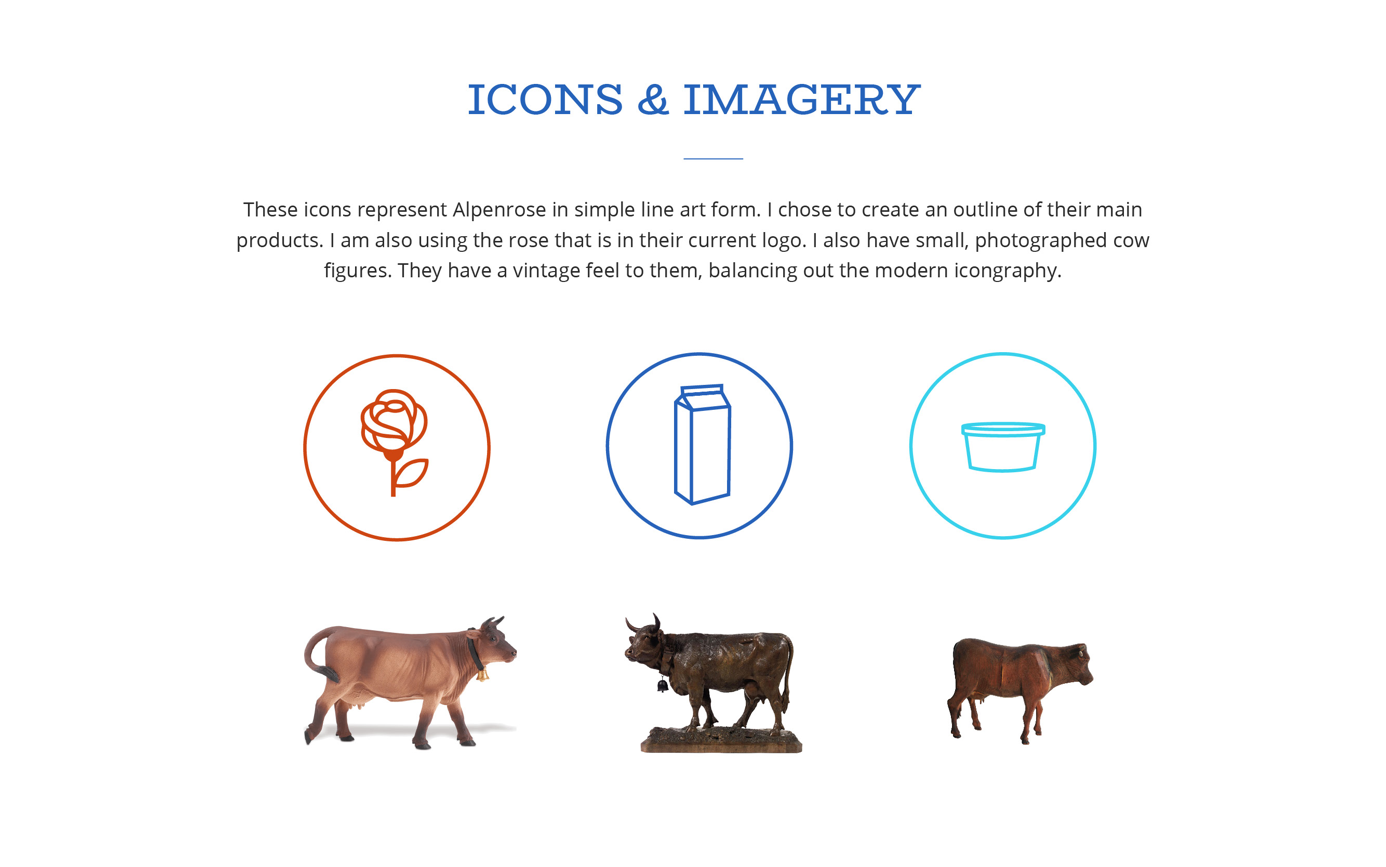 ICONS & IMAGERY
These icons represent Alpenrose in simple line art form. I chose to create an outline of their main
products. I am also using the rose that is in their current logo. I also have small, photographed cow
figures. They have a vintage feel to them, balancing out the modern icongraphy.